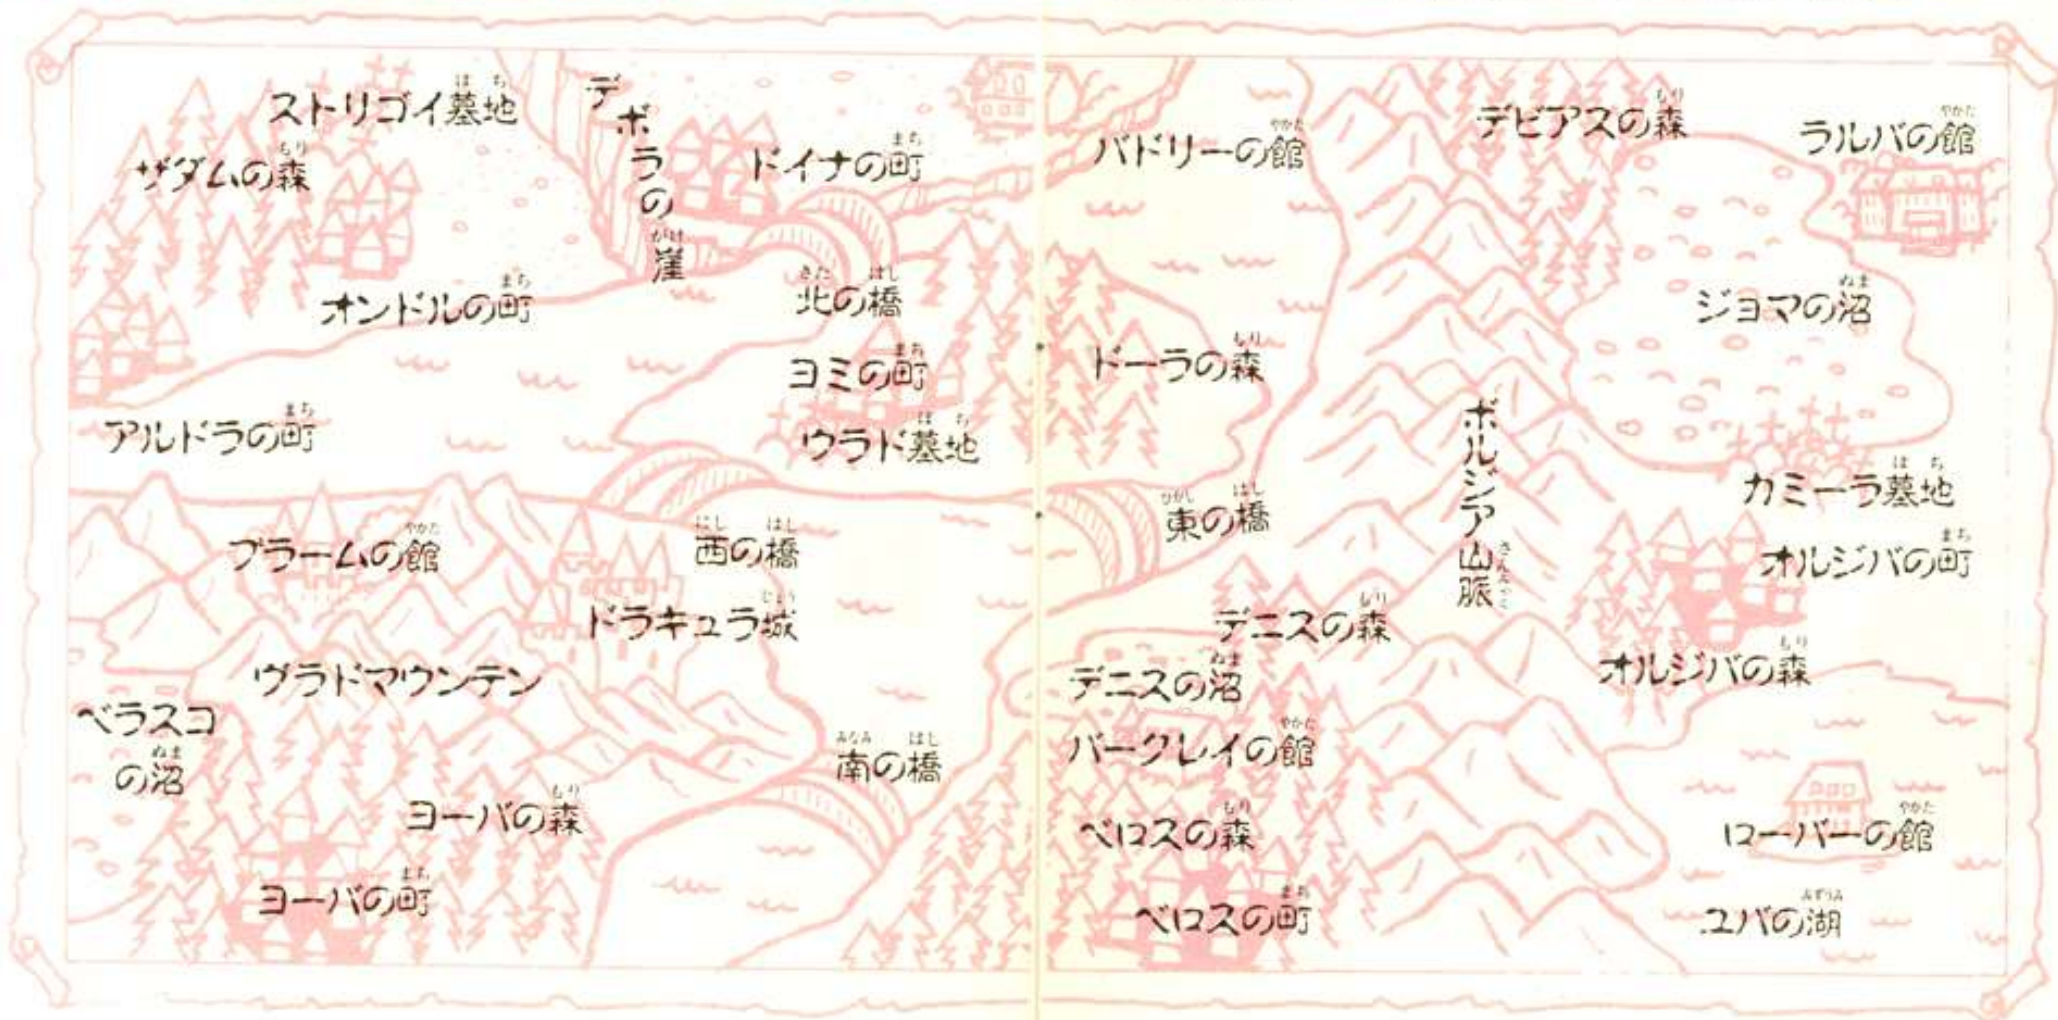 ストリゴイ墓地
ザダムの森
デボラの崖
ドイナの町
オンドルの町
北の橋
ヨミの町
アルドラの町
ウラド墓地
ブラームの館
西の橋
ドラキュラ城
ヴラドマウンテン
ベラスコ
の沼
南の橋
ヨーバの森
ヨーバの町
バドリーの館
デビアスの森
ラルバの館
ジョマの沼
ドーラの森
ボルジア山脈
カミーラ墓地
東の橋
オルジバの町
デニスの森
オルジバの森
デニスの沼
バークレイの館
ベロスの森
ローバーの館
ベロスの町
ユバの湖